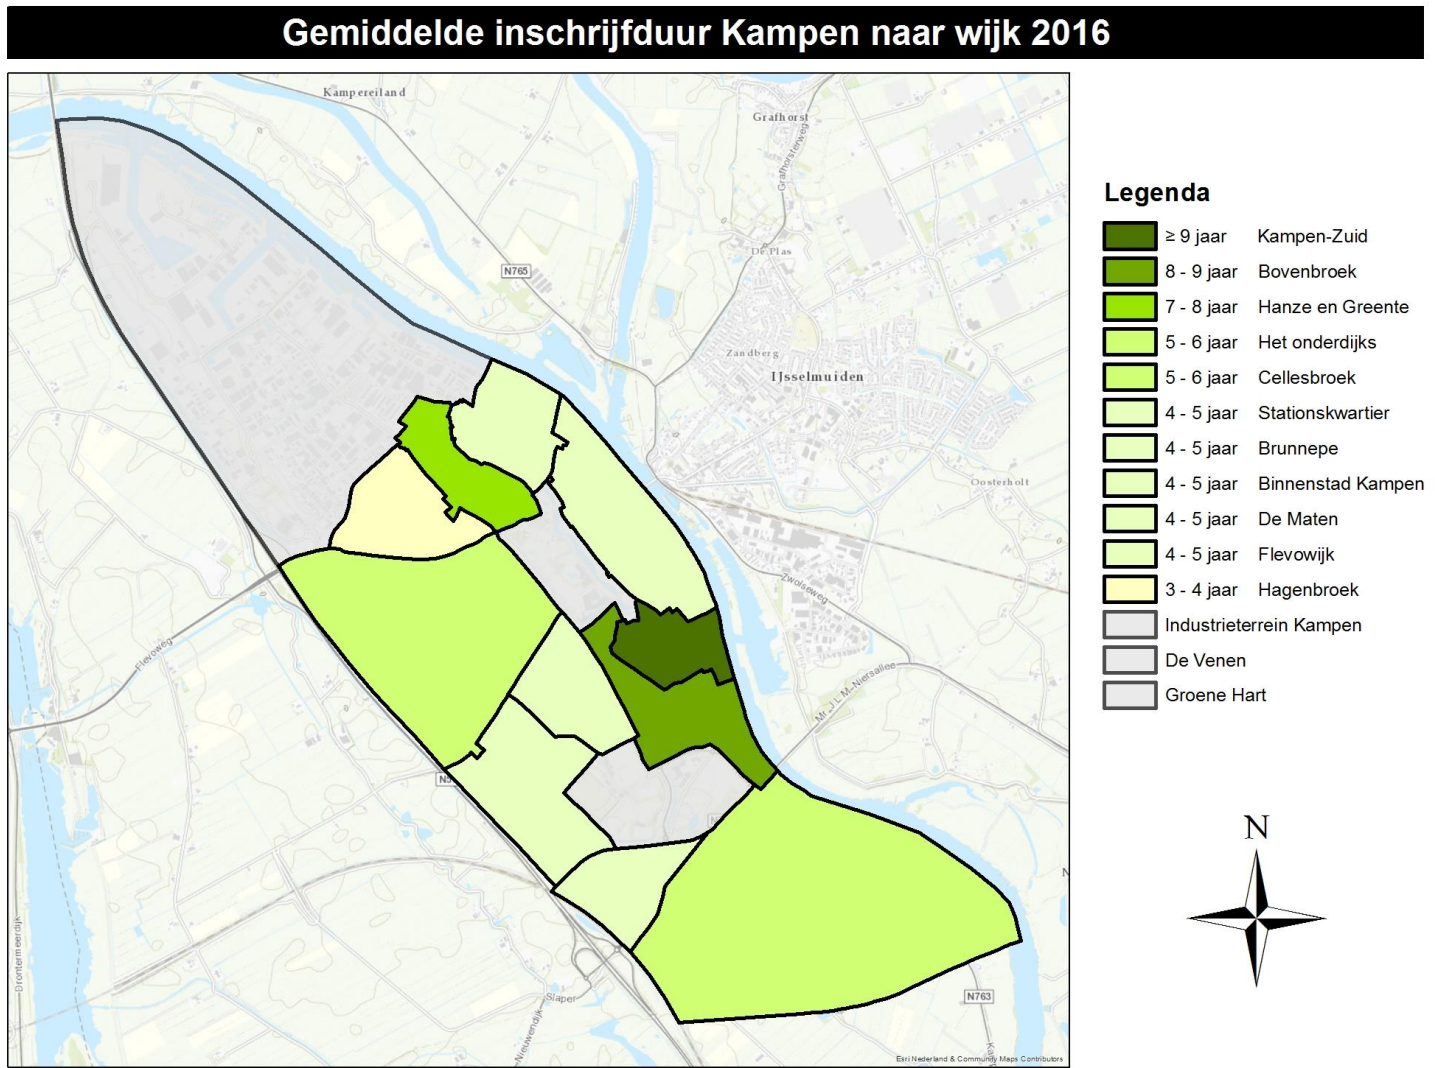 Gemiddelde inschrijfduur Kampen naar wijk 2016
Kampereiland
Grafhorst
Grafhorsterweg
De Plas
N765
Zandberg
IJsselmuiden
Oosterholt
Zwolseweg
Flevoweg
Mr. J.L.M. Niersallee
Drontermeerdijk
Slaper
Nieuwendijk
N763
Esri Nederland & Community Maps Contributors
Legenda
≥ 9 jaar Kampen-Zuid
8 - 9 jaar Bovenbroek
7 - 8 jaar Hanze en Greente
5 - 6 jaar Het onderdijks
5 - 6 jaar Cellesbroek
4 - 5 jaar Stationskwartier
4 - 5 jaar Brunnepe
4 - 5 jaar Binnenstad Kampen
4 - 5 jaar De Maten
4 - 5 jaar Flevowijk
3 - 4 jaar Hagenbroek
Industrieterrein Kampen
De Venen
Groene Hart
N